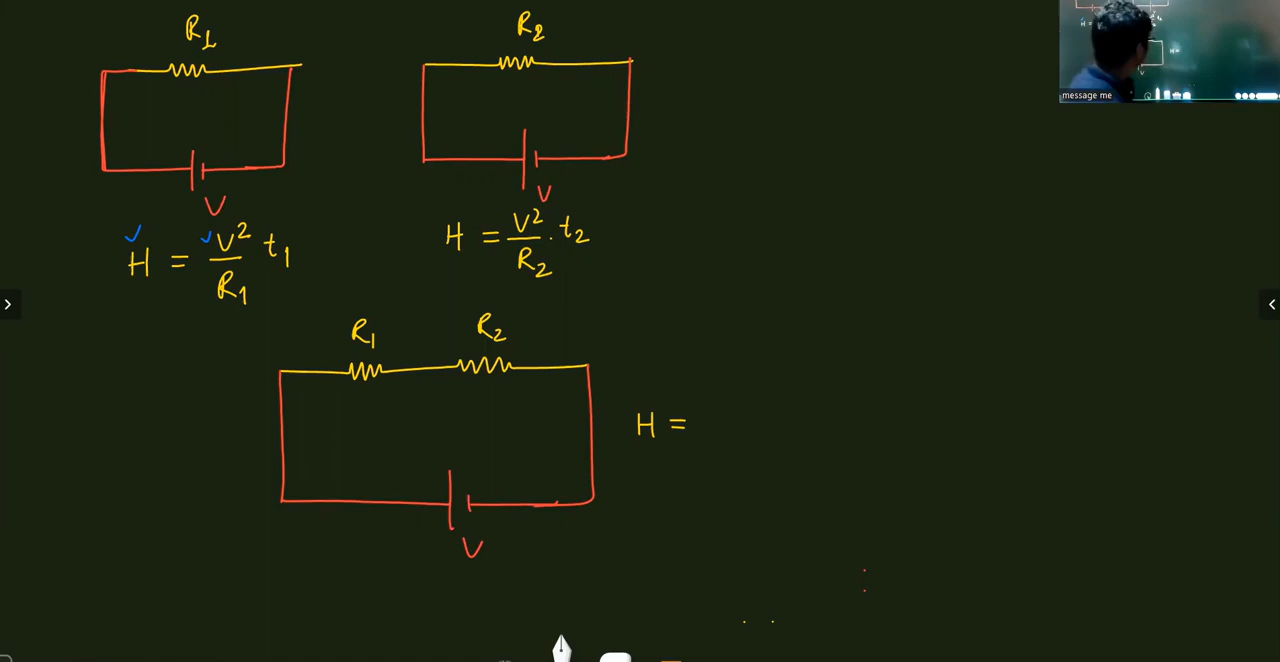 R₁
R₂
V
V
H = V²/R₁ t₁
H = V²/R₂ . t₂
R₁ R₂
H =
V
message me